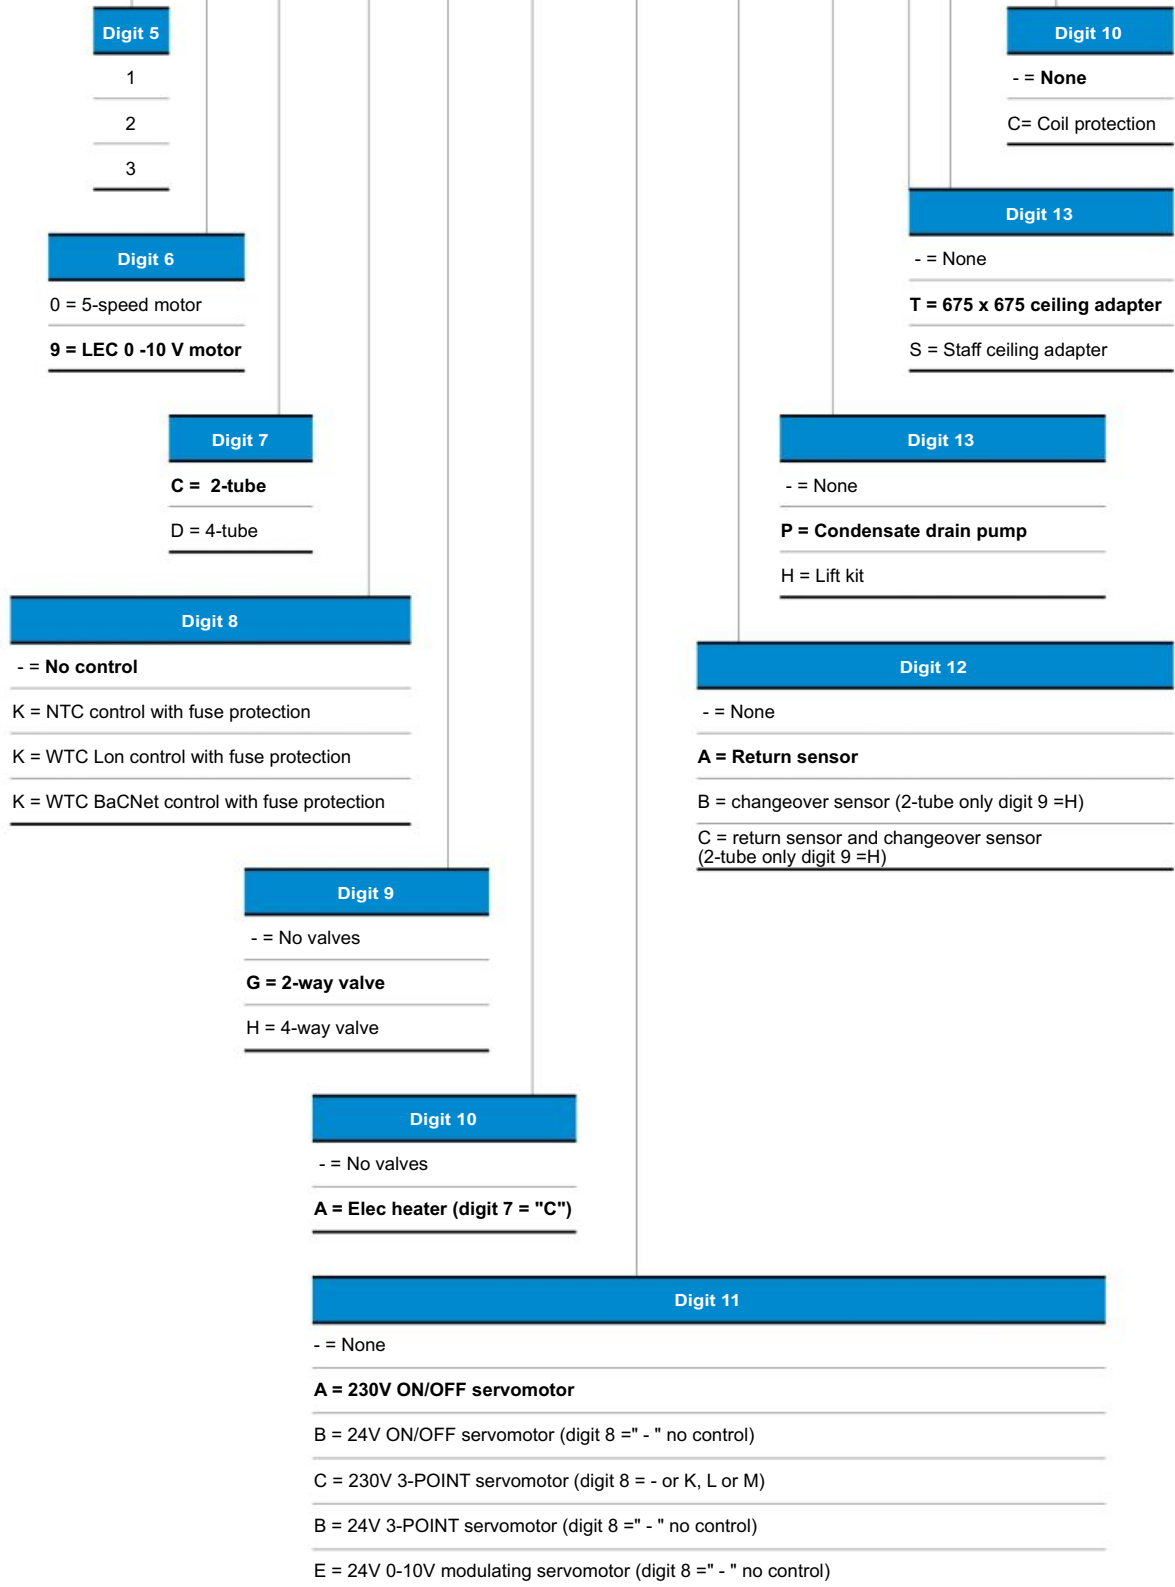 Digit 5
1
2
3
Digit 6
0 = 5-speed motor
9 = LEC 0 -10 V motor
Digit 7
C = 2-tube
D = 4-tube
Digit 8
- = No control
K = NTC control with fuse protection
K = WTC Lon control with fuse protection
K = WTC BaCNet control with fuse protection
Digit 9
- = No valves
G = 2-way valve
H = 4-way valve
Digit 10
- = No valves
A = Elec heater (digit 7 = "C")
Digit 11
- = None
A = 230V ON/OFF servomotor
B = 24V ON/OFF servomotor (digit 8 =" - " no control)
C = 230V 3-POINT servomotor (digit 8 = - or K, L or M)
B = 24V 3-POINT servomotor (digit 8 =" - " no control)
E = 24V 0-10V modulating servomotor (digit 8 =" - " no control)
Digit 10
- = None
C= Coil protection
Digit 13
- = None
T = 675 x 675 ceiling adapter
S = Staff ceiling adapter
Digit 13
- = None
P = Condensate drain pump
H = Lift kit
Digit 12
- = None
A = Return sensor
B = changeover sensor (2-tube only digit 9 =H)
C = return sensor and changeover sensor
(2-tube only digit 9 =H)